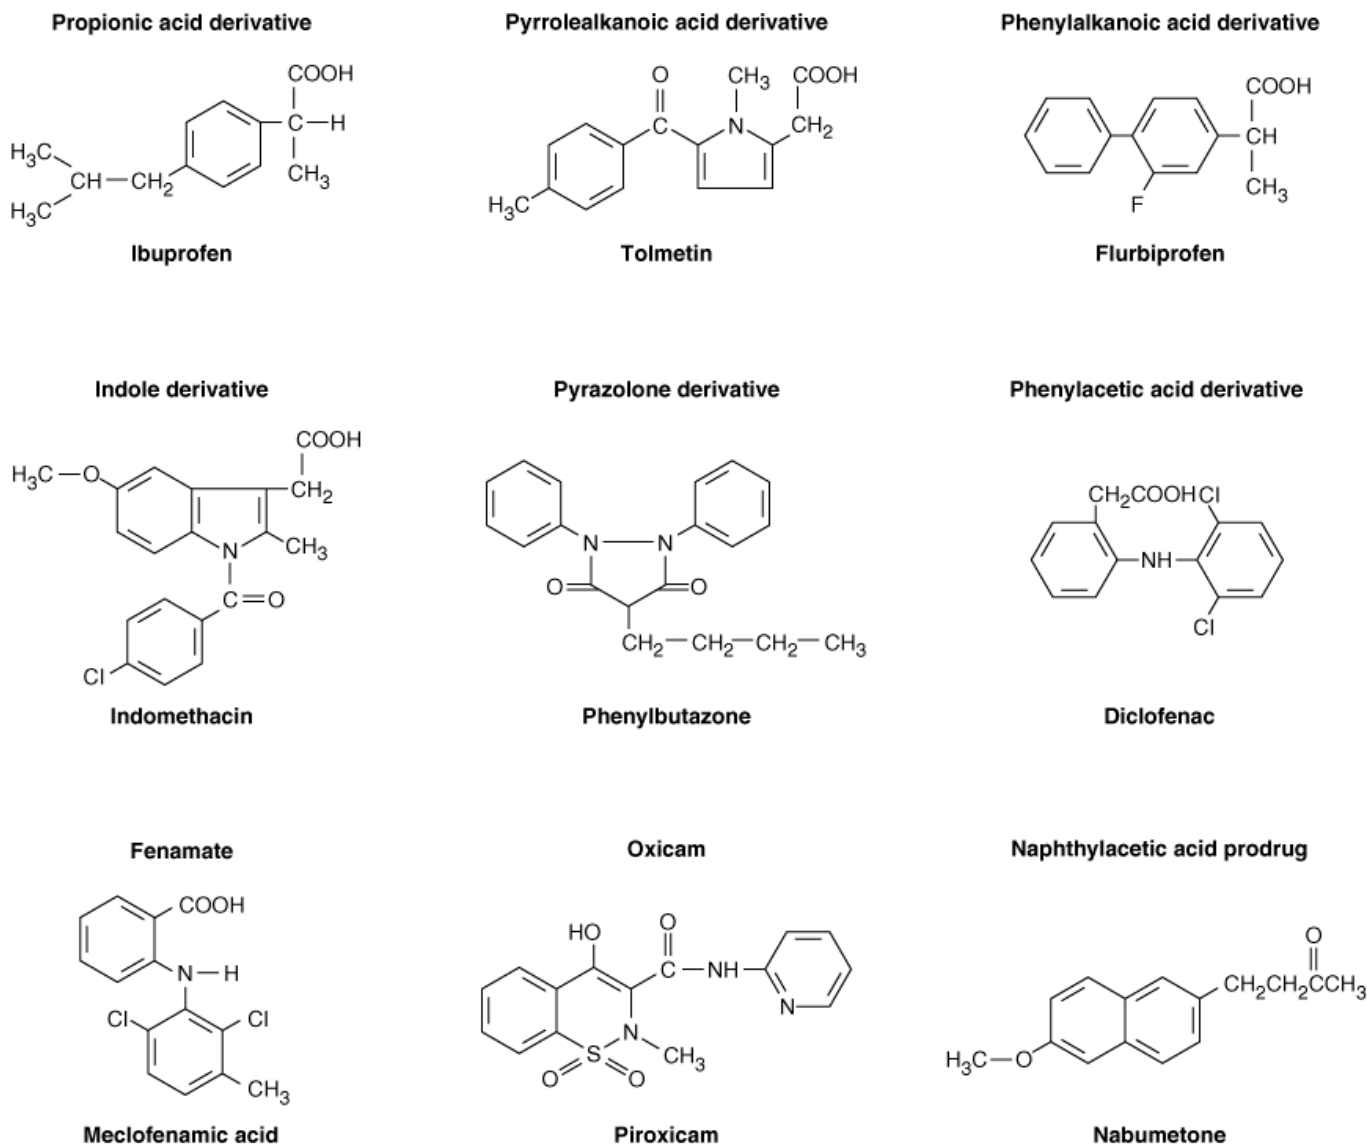 Propionic acid derivative
Pyrrolealkanoic acid derivative
Phenylalkanoic acid derivative
COOH
C—H
CH3
H3C
CH—CH2
H3C
Ibuprofen
O
CH3
COOH
C
N
CH2
H3C
Tolmetin
COOH
CH
CH3
F
Flurbiprofen
Indole derivative
Pyrazolone derivative
Phenylacetic acid derivative
COOH
H3C—O
CH2
N
CH3
C=O
Cl
Indomethacin
N
N
O
O
CH2—CH2—CH2—CH3
Phenylbutazone
CH2COOH
Cl
NH
Cl
Diclofenac
Fenamate
Oxicam
Naphthylacetic acid prodrug
COOH
N—H
Cl
Cl
CH3
Meclofenamic acid
HO
O
C—NH
N
N
S
CH3
O
O
Piroxicam
O
CH2CH2CCH3
H3C—O
Nabumetone